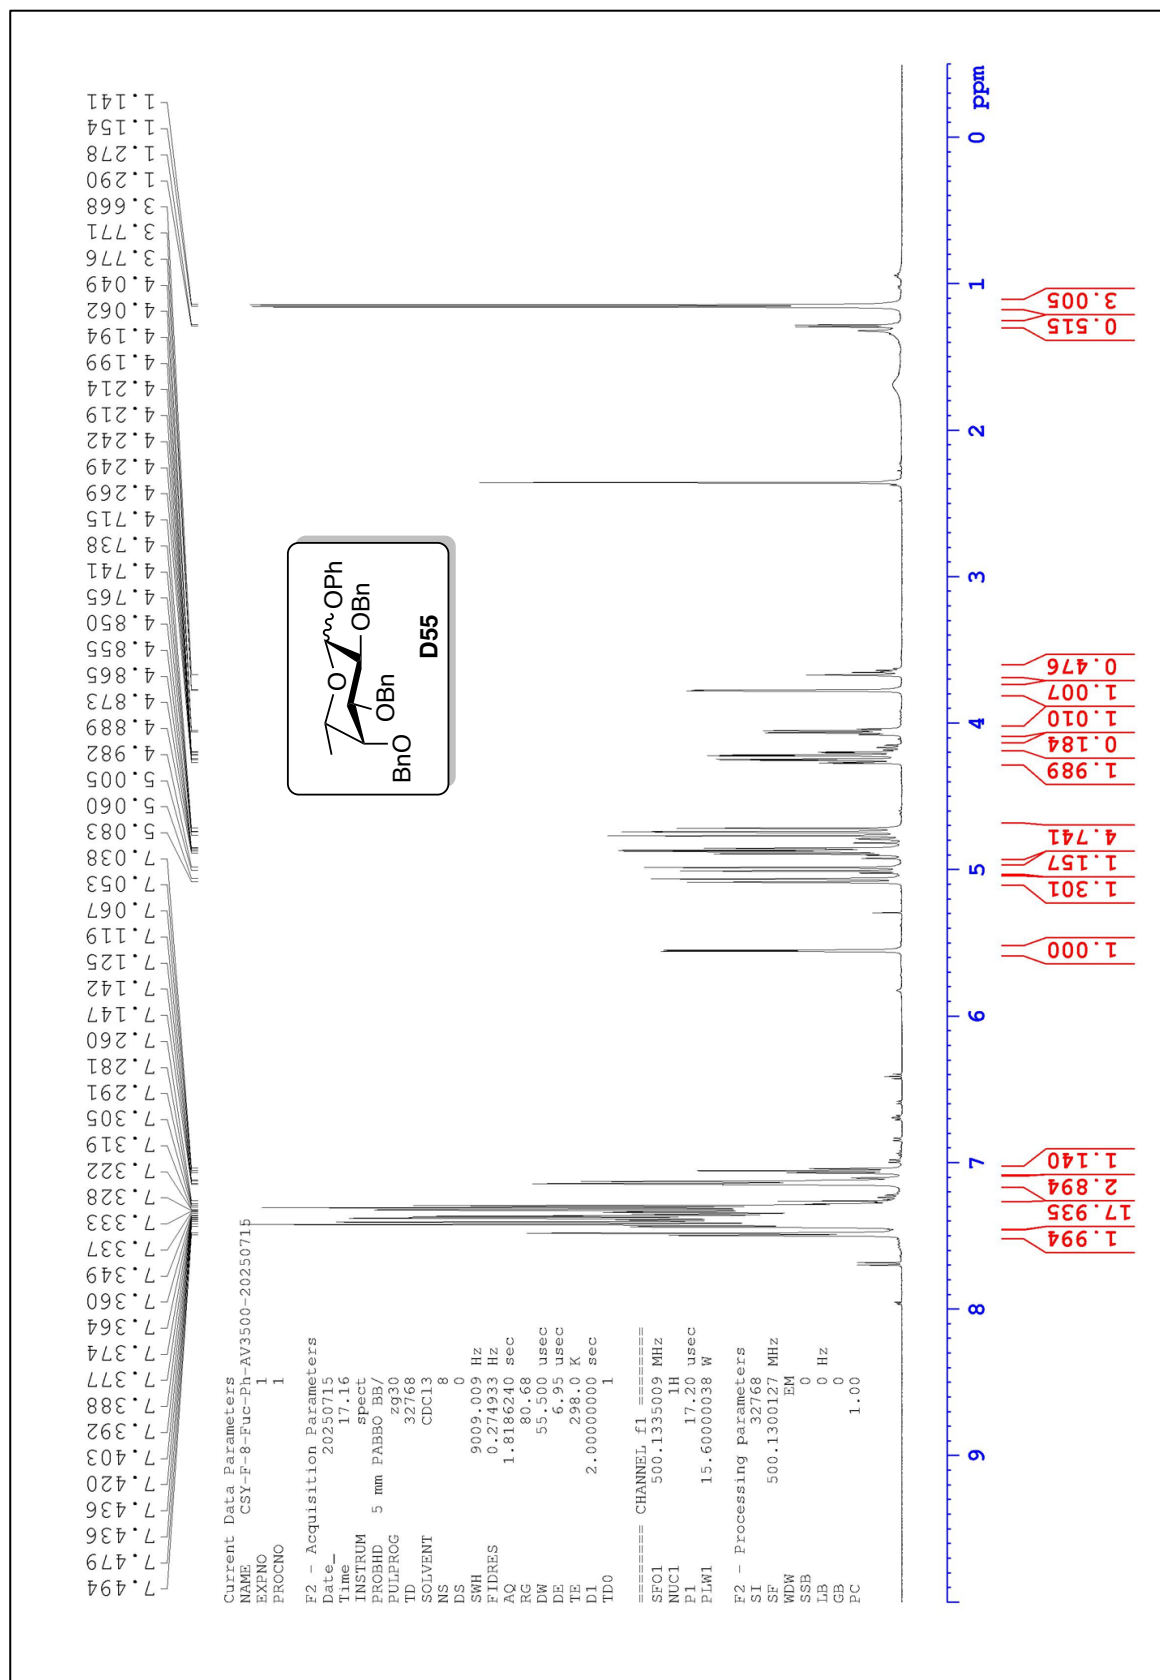 7.494
7.479
7.436
7.436
7.420
7.403
7.392
7.388
7.377
7.374
7.364
7.360
7.349
7.337
7.333
7.328
7.322
7.319
7.305
7.291
7.281
7.260
7.147
7.142
7.125
7.119
7.067
7.053
7.038
5.083
5.060
5.005
4.982
4.889
4.873
4.865
4.855
4.850
4.765
4.741
4.738
4.715
4.269
4.249
4.242
4.219
4.214
4.199
4.194
4.062
4.049
3.776
3.771
3.668
1.290
1.278
1.154
1.141
Current Data Parameters
NAME CSY-F-8-Fuc-Ph-AV3500-20250715
EXPNO 1
PROCNO 1
F2 - Acquisition Parameters
Date_ 20250715
Time 17.16
INSTRUM spect
PROBHD 5 mm PABBO BB/
PULPROG zg30
TD 32768
SOLVENT CDCl3
NS 8
DS 0
SWH 9009.009 Hz
FIDRES 0.274933 Hz
AQ 1.8186240 sec
RG 80.68
DW 55.500 usec
DE 6.95 usec
TE 298.0 K
D1 2.00000000 sec
TD0 1
======== CHANNEL f1 ========
SFO1 500.1335009 MHz
NUC1 1H
P1 17.20 usec
PLW1 15.60000038 W
F2 - Processing parameters
SI 32768
SF 500.1300127 MHz
WDW EM
SSB 0
LB 0 Hz
GB 0
PC 1.00
O
OPh
OBn
OBn
BnO
D55
9 8 7 6 5 4 3 2 1 0 ppm
1.994
17.935
2.894
1.140
1.000
1.301
1.157
4.741
1.989
0.184
1.010
1.007
0.476
0.515
3.005